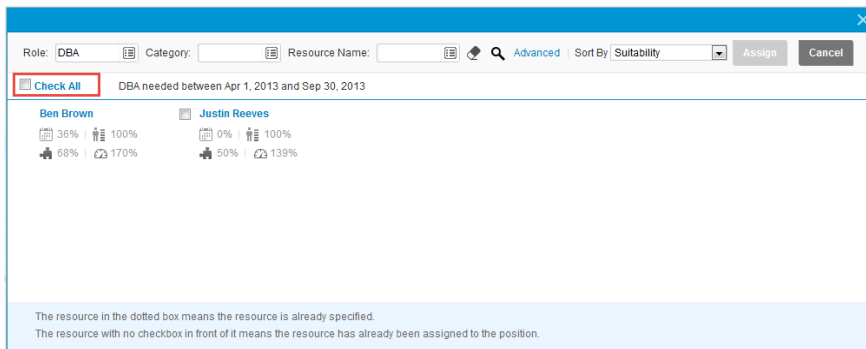 Role: DBA Category: Resource Name: Advanced Sort By Suitability Assign Cancel
Check All DBA needed between Apr 1, 2013 and Sep 30, 2013
Ben Brown Justin Reeves
36% 100% 0% 100%
68% 170% 50% 139%
The resource in the dotted box means the resource is already specified.
The resource with no checkbox in front of it means the resource has already been assigned to the position.